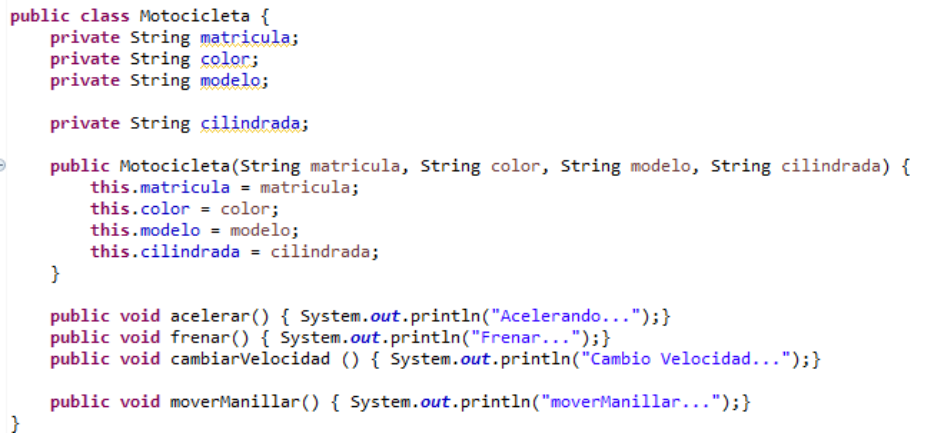 public class Motocicleta {
    private String matricula;
    private String color;
    private String modelo;

    private String cilindrada;

    public Motocicleta(String matricula, String color, String modelo, String cilindrada) {
        this.matricula = matricula;
        this.color = color;
        this.modelo = modelo;
        this.cilindrada = cilindrada;
    }

    public void acelerar() { System.out.println("Acelerando...");}
    public void frenar() { System.out.println("Frenar...");}
    public void cambiarVelocidad () { System.out.println("Cambio Velocidad...");}

    public void moverManillar() { System.out.println("moverManillar...");}
}